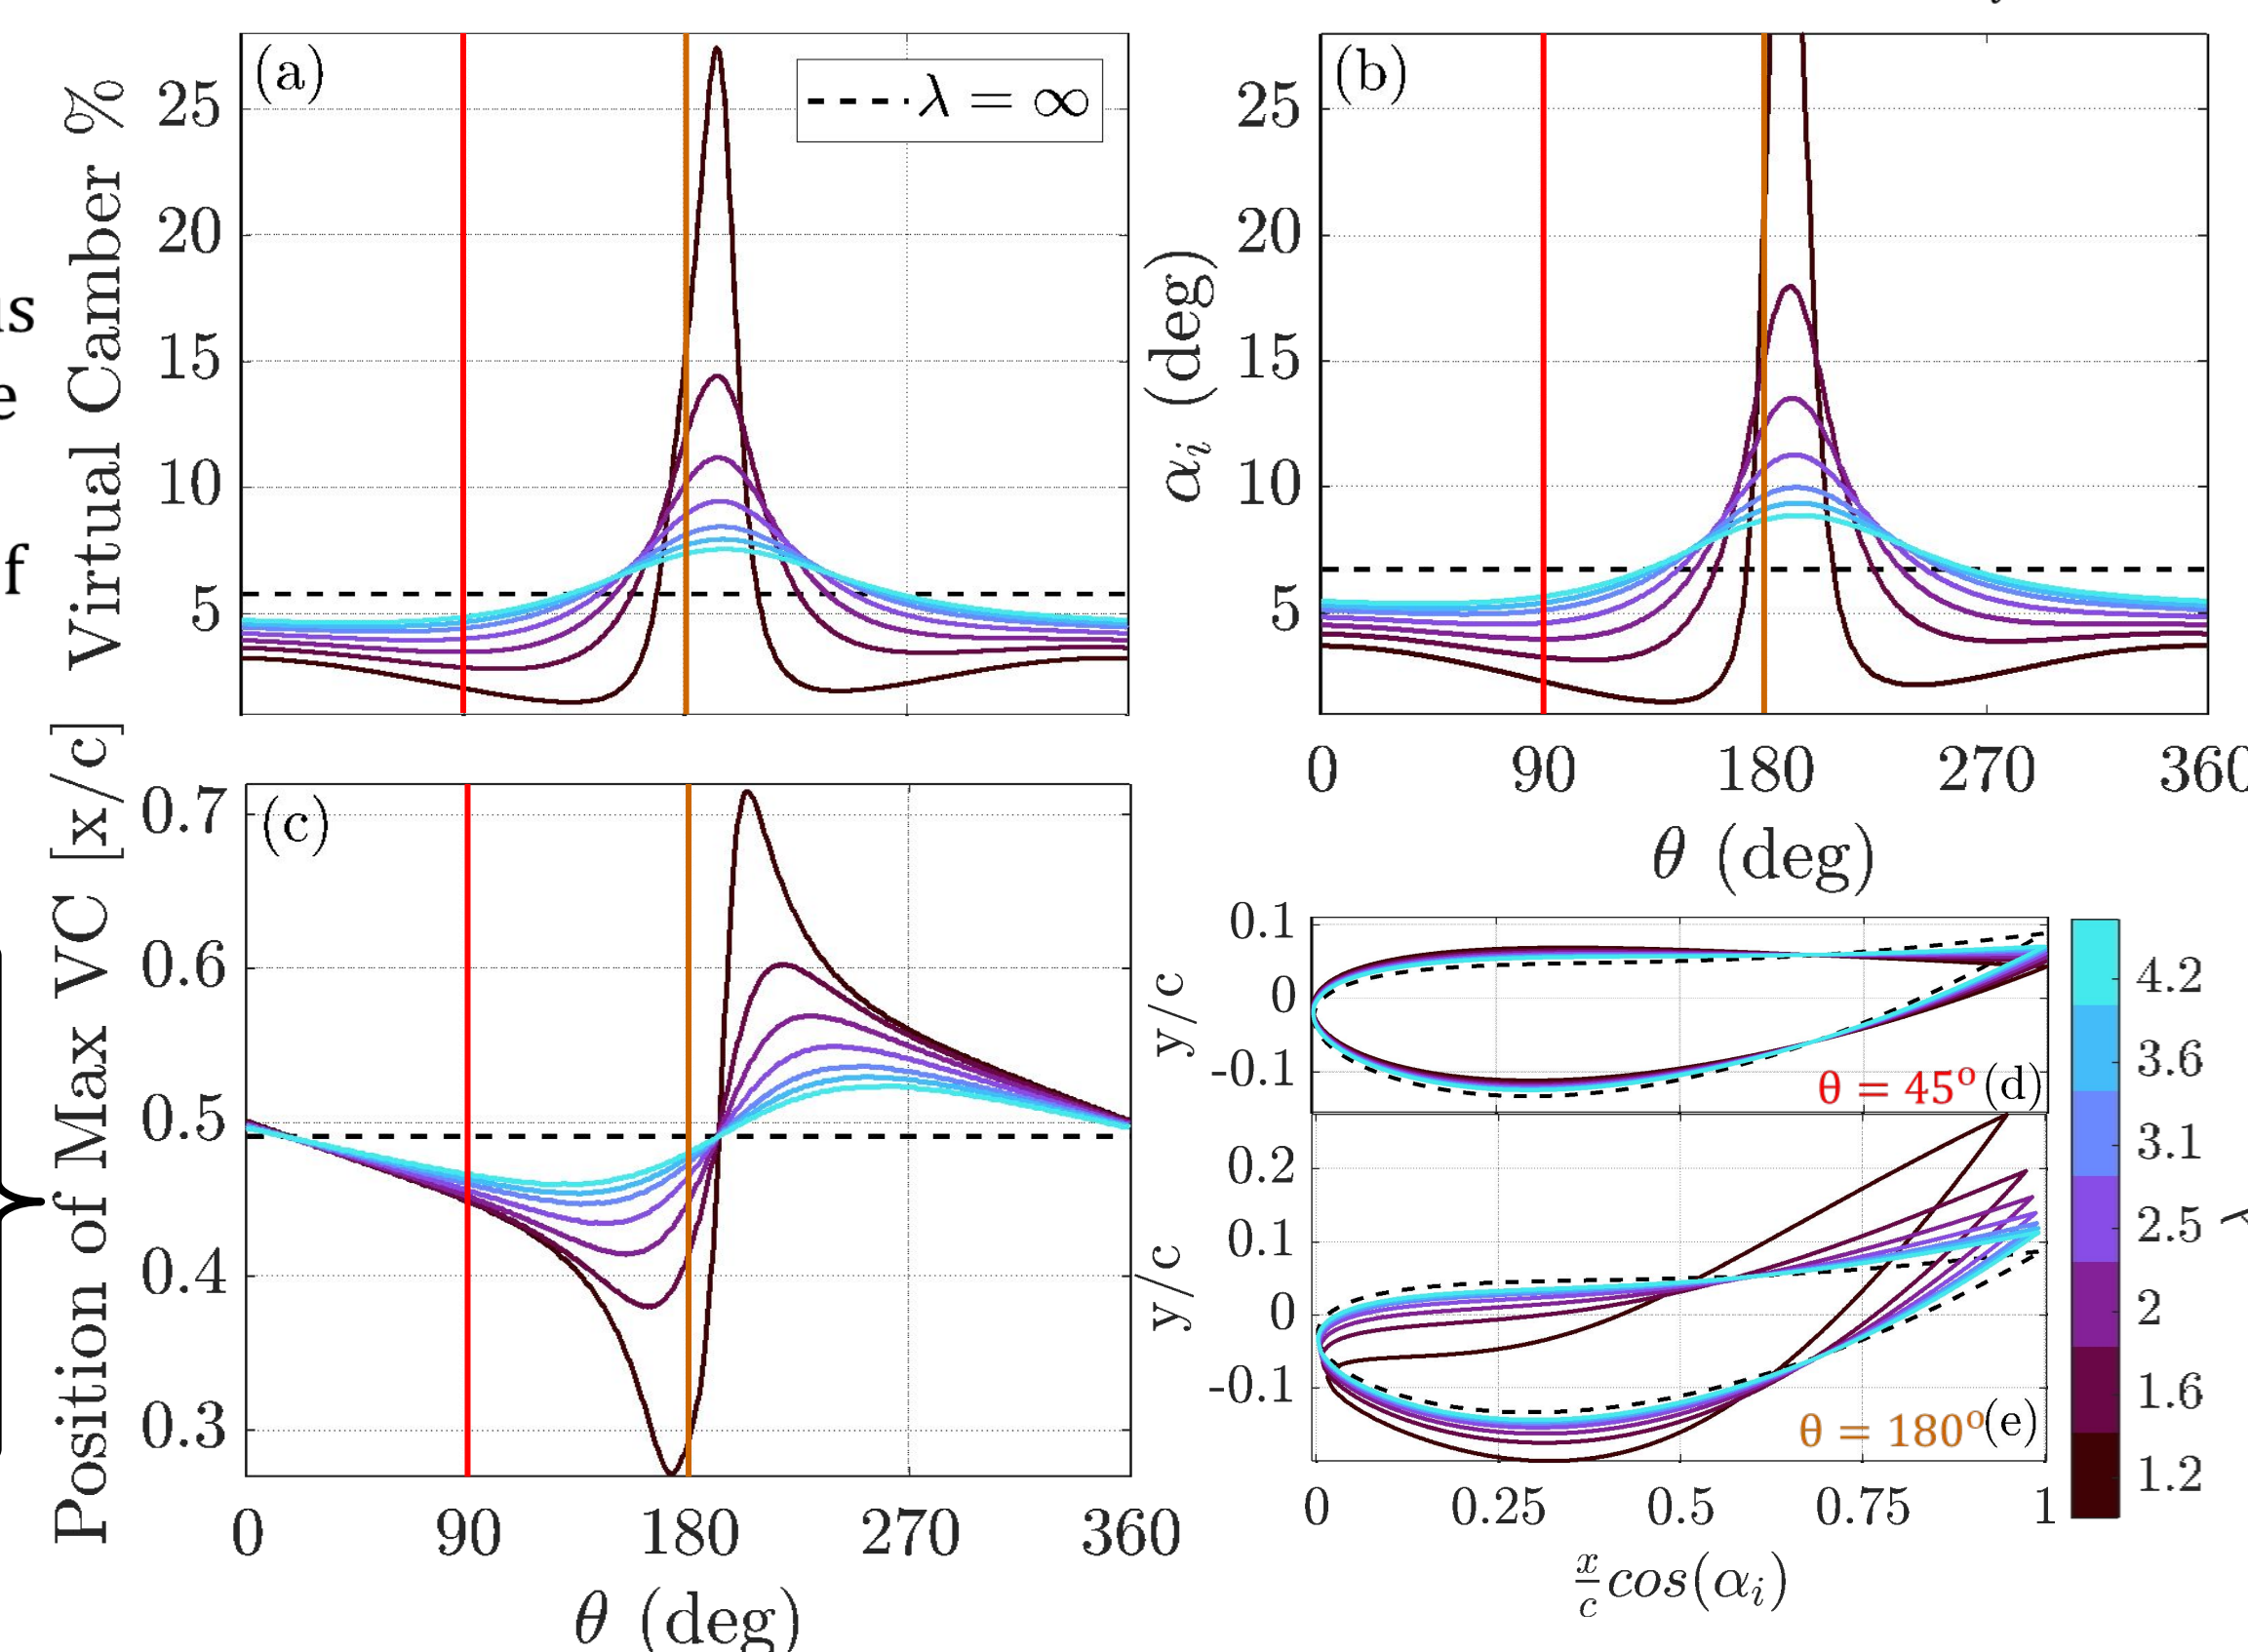 is
e
f
(a)
λ = ∞
Virtual Camber %
25
20
15
10
5
(b)
α_i (deg)
25
20
15
10
5
0 90 180 270 360
θ (deg)
(c)
Position of Max VC [x/c]
0.7
0.6
0.5
0.4
0.3
0 90 180 270 360
θ (deg)
y/c
0.1
0
-0.1
θ = 45° (d)
y/c
0.2
0.1
0
-0.1
θ = 180° (e)
0 0.25 0.5 0.75 1
x/c cos(α_i)
4.2
3.6
3.1
2.5
2
1.6
1.2